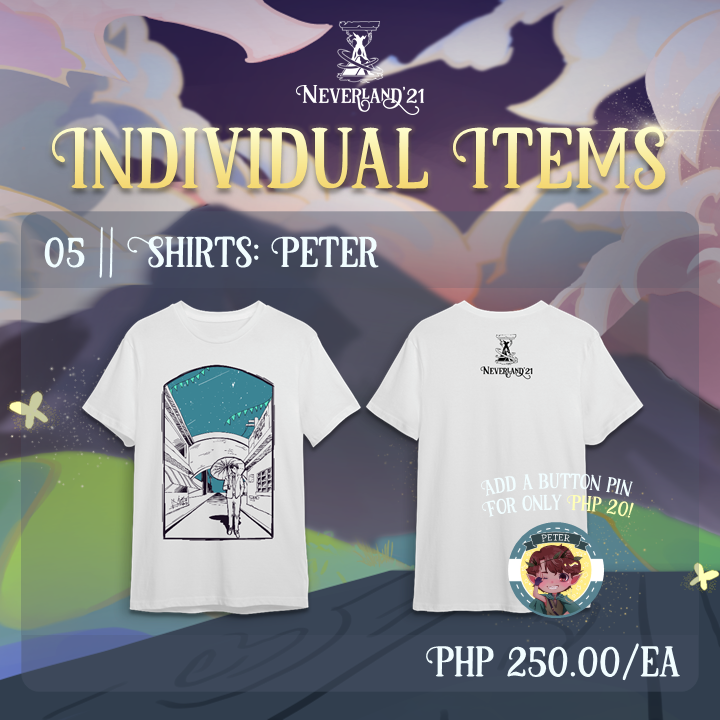 NEVERLAND'21
INDIVIDUAL ITEMS
05 || SHIRTS: PETER
NEVERLAND'21
ADD A BUTTON PIN
FOR ONLY PHP 20!
PETER
PHP 250.00/EA